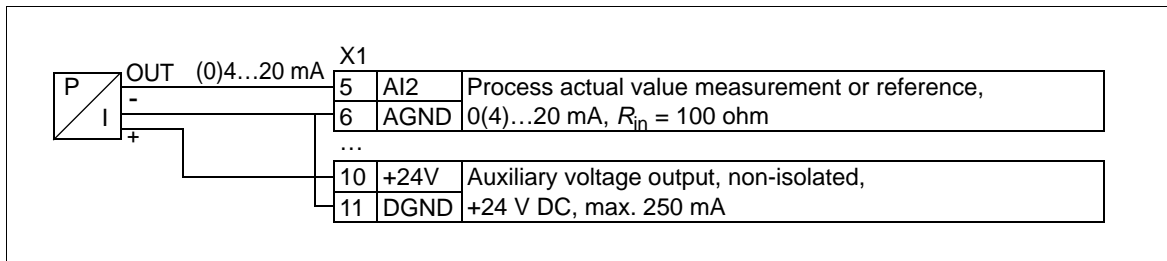 X1
OUT (0)4…20 mA
P
-
I
+
5 AI2 Process actual value measurement or reference,
6 AGND 0(4)…20 mA, Rin = 100 ohm
…
10 +24V Auxiliary voltage output, non-isolated,
11 DGND +24 V DC, max. 250 mA